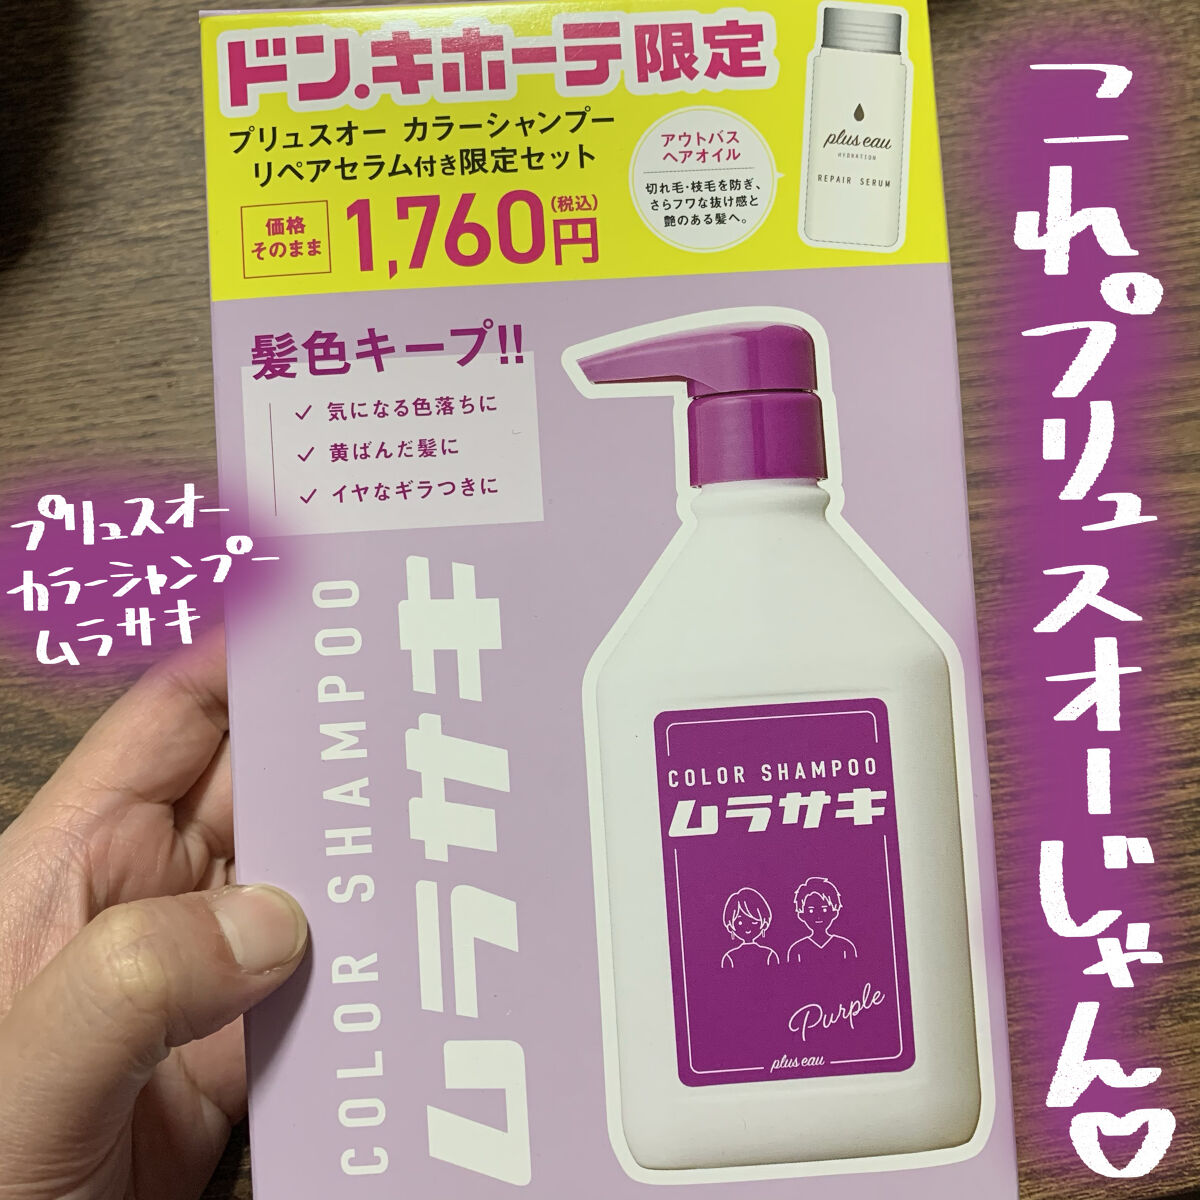 ドン.キホーテ限定
プリュスオー カラーシャンプー
リペアセラム付き限定セット
価格
そのまま
1,760円
(税込)
アウトバス
ヘアオイル
切れ毛・枝毛を防ぎ、
さらフワな抜け感と
艶のある髪へ。
plus eau
HYDRATION
REPAIR SERUM
髪色キープ!!
気になる色落ちに
黄ばんだ髪に
イヤなギラつきに
COLOR SHAMPOO
ムラサキ
COLOR SHAMPOO
ムラサキ
Purple
plus eau
プリュスオー
カラーシャンプー
ムラサキ
これプリュスオーじゃん♡